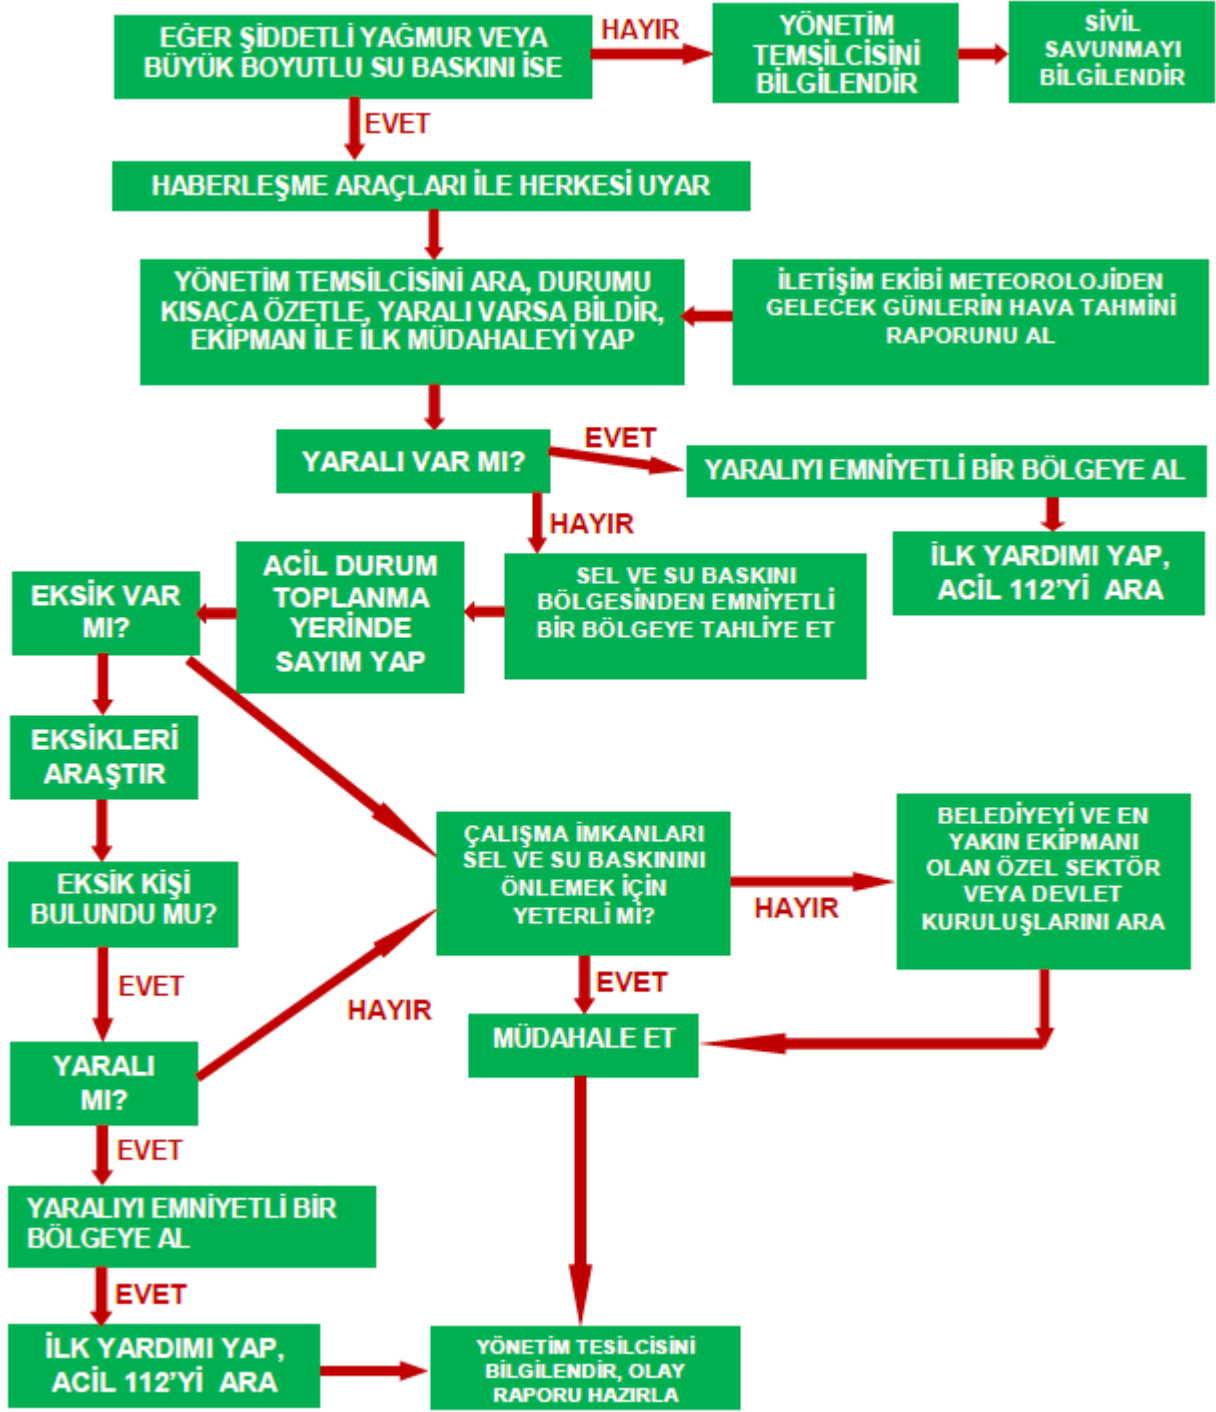 EĞER ŞİDDETLİ YAĞMUR VEYA
BÜYÜK BOYUTLU SU BASKINI İSE
HAYIR
YÖNETİM
TEMSİLCİSİNİ
BİLGİLENDİR
SİVİL
SAVUNMAYI
BİLGİLENDİR
EVET
HABERLEŞME ARAÇLARI İLE HERKESİ UYAR
YÖNETİM TEMSİLCİSİNİ ARA, DURUMU
KISACA ÖZETLE, YARALI VARSA BİLDİR,
EKİPMAN İLE İLK MÜDAHALEYİ YAP
İLETİŞİM EKİBİ METEOROLOJİDEN
GELECEK GÜNLERİN HAVA TAHMİNİ
RAPORUNU AL
YARALI VAR MI?
EVET
YARALIYI EMNİYETLİ BİR BÖLGEYE AL
HAYIR
İLK YARDIMI YAP,
ACİL 112'Yİ ARA
SEL VE SU BASKINI
BÖLGESİNDEN EMNİYETLİ
BİR BÖLGEYE TAHLİYE ET
ACİL DURUM
TOPLANMA
YERİNDE
SAYIM YAP
EKSİK VAR
MI?
EKSİKLERİ
ARAŞTIR
EKSİK KİŞİ
BULUNDU MU?
ÇALIŞMA İMKANLARI
SEL VE SU BASKINININI
ÖNLEMEK İÇİN
YETERLİ Mİ?
HAYIR
BELEDİYEYİ VE EN
YAKIN EKİPMANI
OLAN ÖZEL SEKTÖR
VEYA DEVLET
KURULUŞLARINI ARA
EVET
HAYIR
EVET
MÜDAHALE ET
YARALI
MI?
EVET
YARALIYI EMNİYETLİ BİR
BÖLGEYE AL
EVET
İLK YARDIMI YAP,
ACİL 112'Yİ ARA
YÖNETİM TESİLCİSİNİ
BİLGİLENDİR, OLAY
RAPORU HAZIRLA